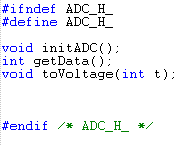 #ifndef ADC_H_
#define ADC_H_
void initADC();
int getData();
void toVoltage(int t);
#endif /* ADC_H_ */